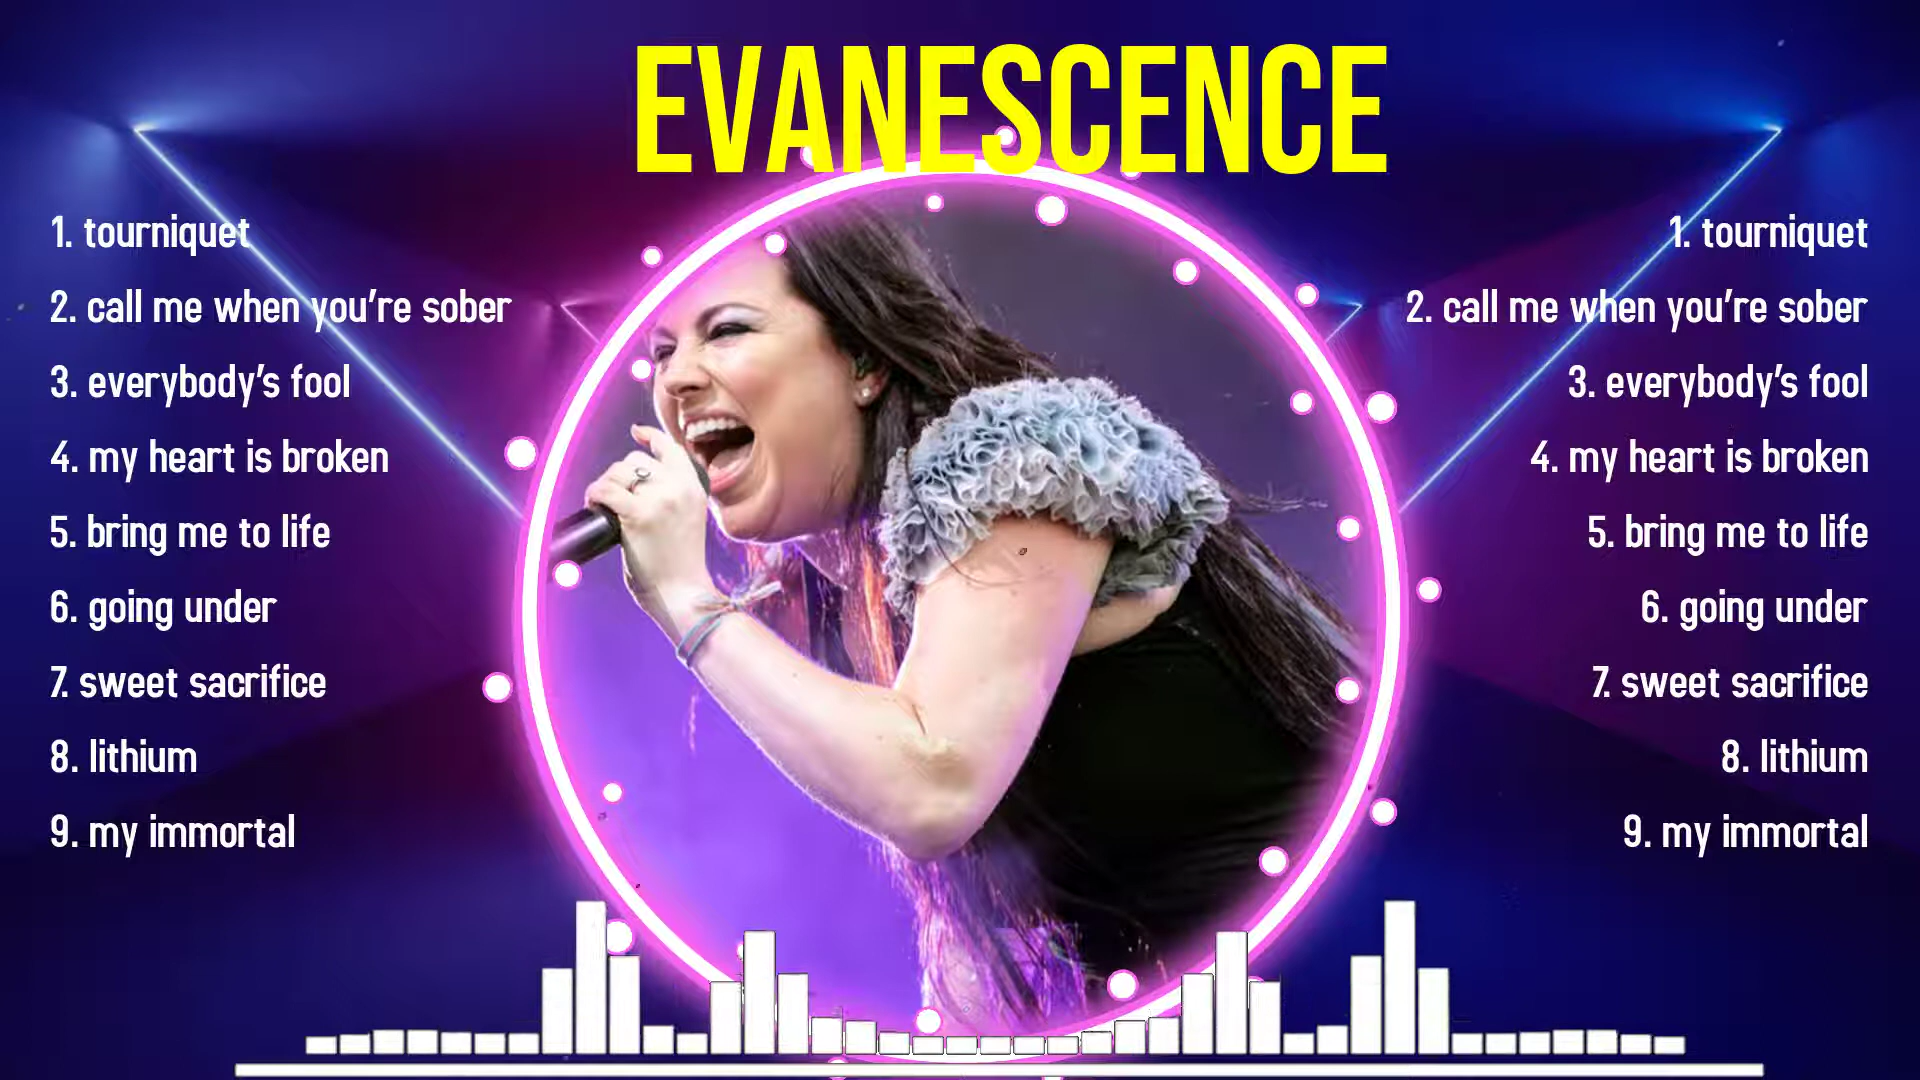 EVANESCENCE
1. tourniquet
2. call me when you're sober
3. everybody's fool
4. my heart is broken
5. bring me to life
6. going under
7. sweet sacrifice
8. lithium
9. my immortal
1. tourniquet
2. call me when you're sober
3. everybody's fool
4. my heart is broken
5. bring me to life
6. going under
7. sweet sacrifice
8. lithium
9. my immortal